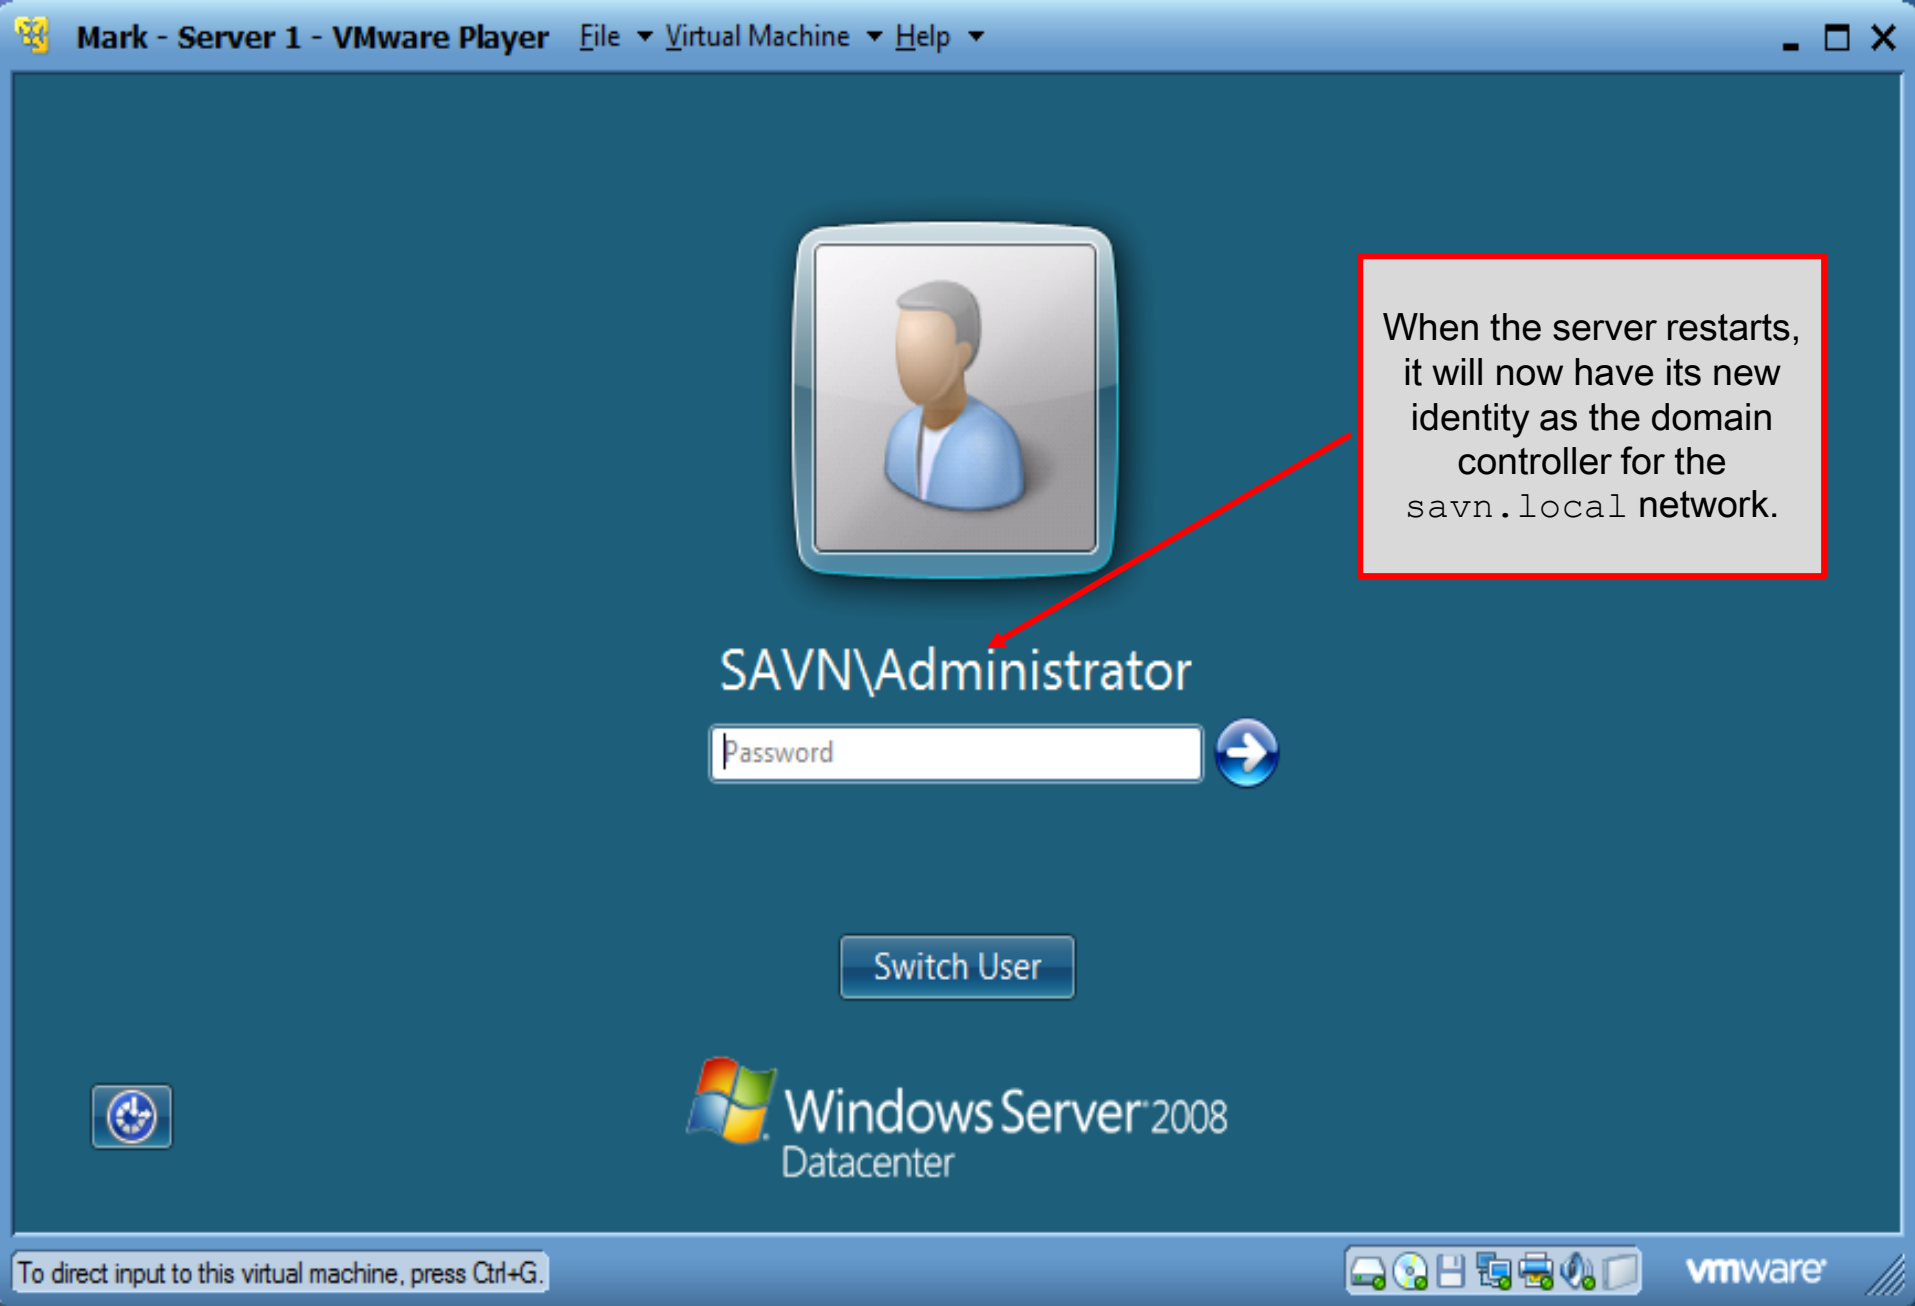 Mark - Server 1 - VMware Player File Virtual Machine Help
When the server restarts,
it will now have its new
identity as the domain
controller for the
savn.local network.
SAVN\Administrator
Password
Switch User
Windows Server 2008
Datacenter
To direct input to this virtual machine, press Ctrl+G.
vmware